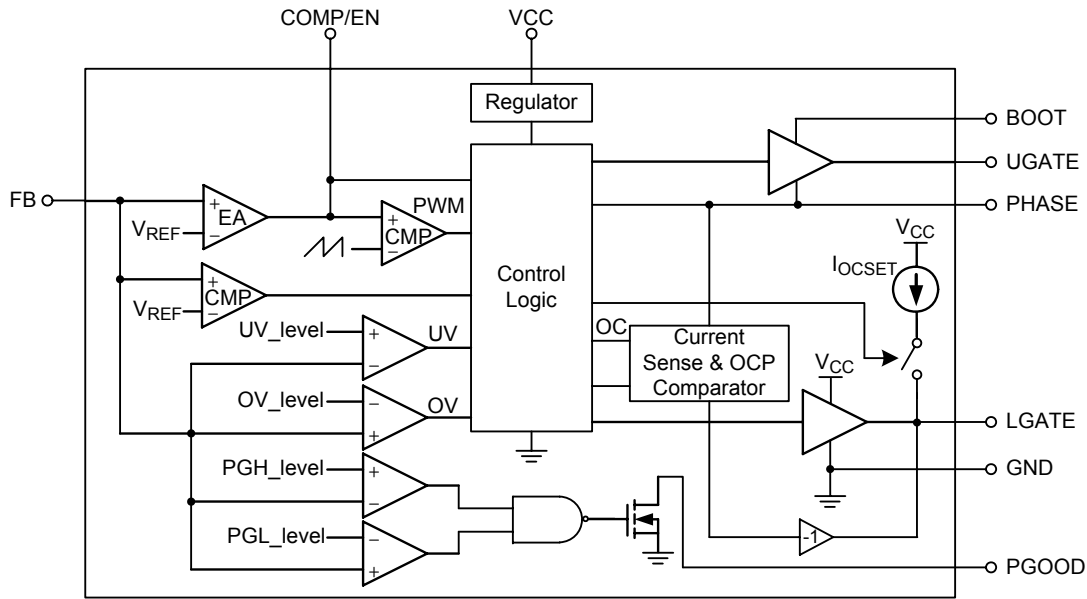 COMP/EN
VCC
Regulator
BOOT
UGATE
PHASE
FB
+
EA
VREF
−
PWM
+
CMP
−
+
CMP
VREF
−
Control
Logic
VCC
IOCSET
UV_level
+
−
UV
OC
Current
Sense & OCP
Comparator
VCC
OV_level
−
+
OV
LGATE
GND
PGH_level
+
−
PGL_level
−
+
-1
PGOOD